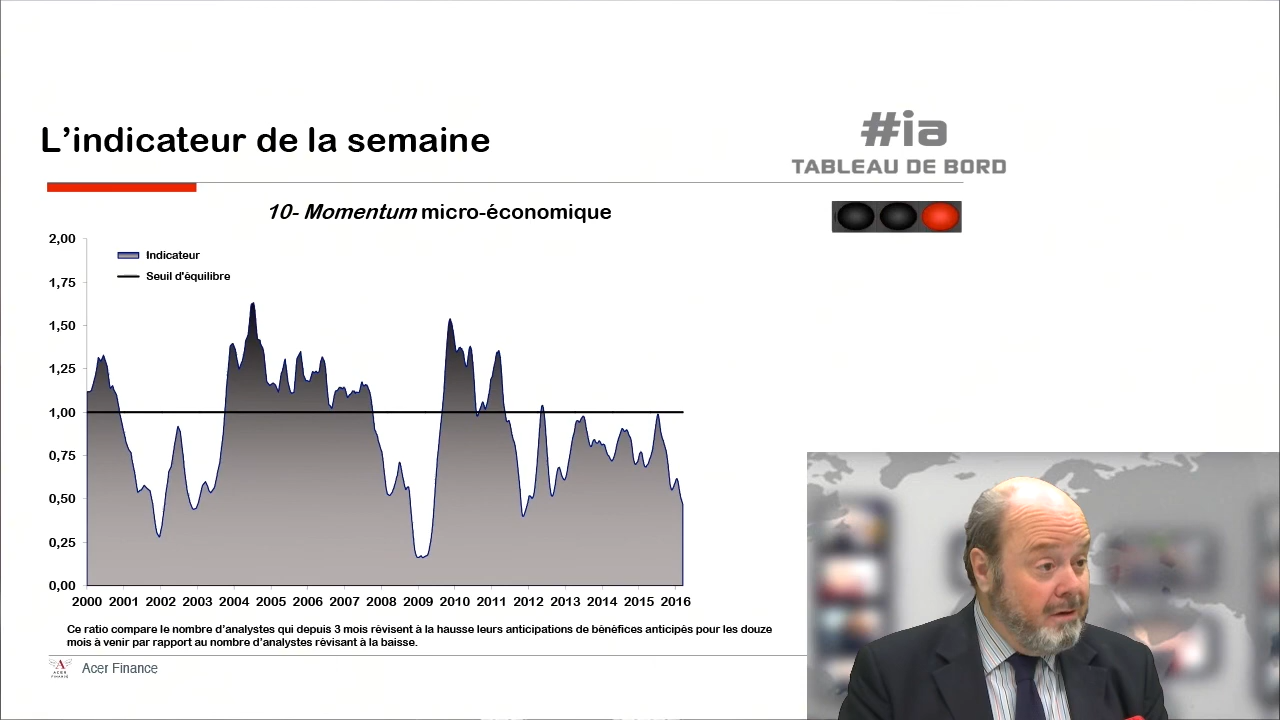 L'indicateur de la semaine
#ia
TABLEAU DE BORD
10- Momentum micro-économique
2,00
1,75
1,50
1,25
1,00
0,75
0,50
0,25
0,00
Indicateur
Seuil d'équilibre
2000 2001 2002 2003 2004 2005 2006 2007 2008 2009 2010 2011 2012 2013 2014 2015 2016
Ce ratio compare le nombre d'analystes qui depuis 3 mois révisent à la hausse leurs anticipations de bénéfices anticipés pour les douze
mois à venir par rapport au nombre d'analystes révisant à la baisse.
ACER
FINANCE
Acer Finance